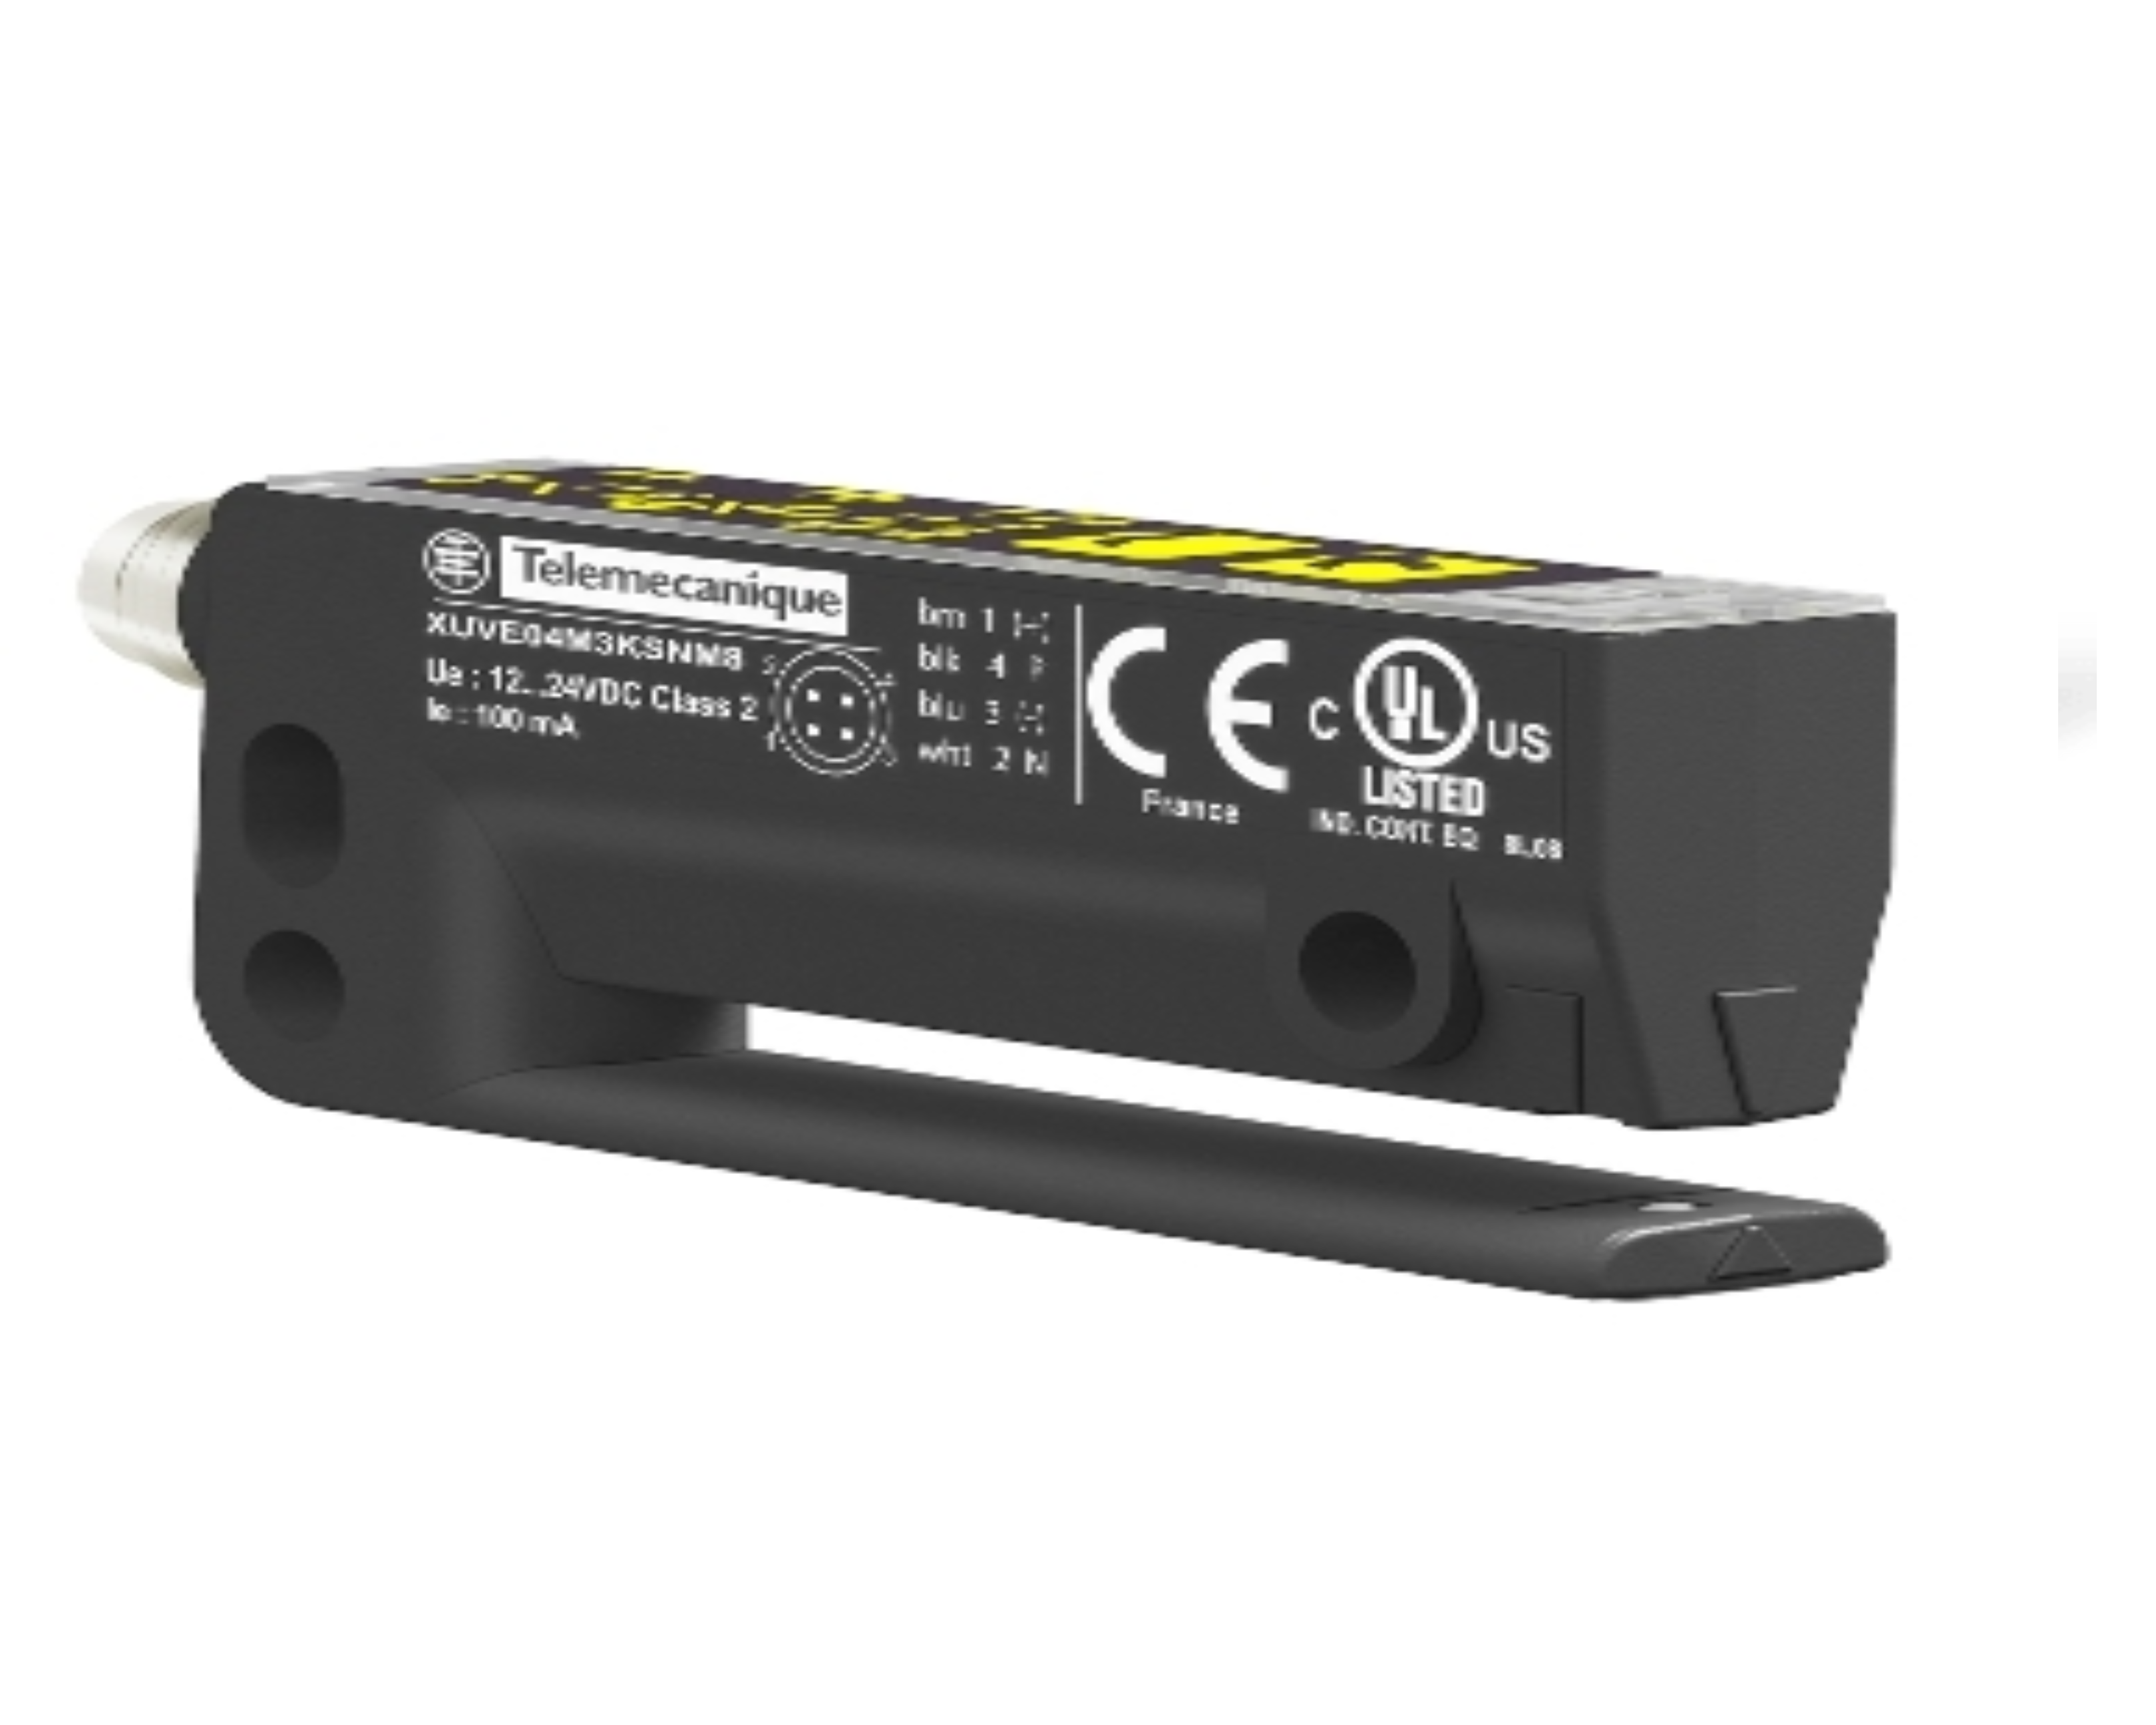 Telemecanique
XUVE04M3KSNM8
Ue : 12...24VDC Class 2
Ie : 100 mA
brn 1 [+]
blk 4 P
blu 3 [-]
wht 2 N
CE
France
C UL US
LISTED
IND. CONT. EQ